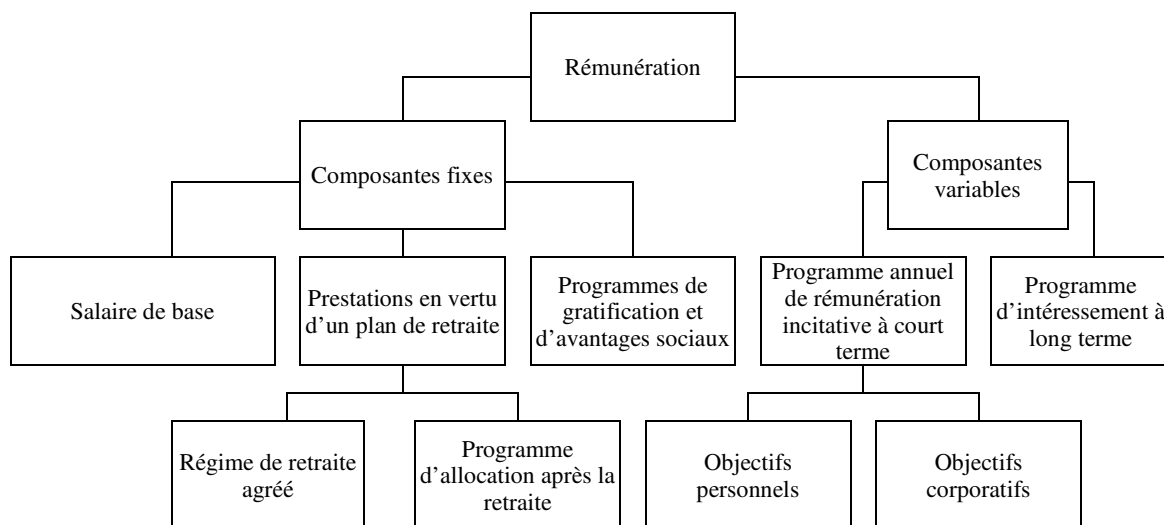 Rémunération
Composantes fixes
Composantes
variables
Salaire de base
Prestations en vertu
d’un plan de retraite
Programmes de
gratification et
d’avantages sociaux
Programme annuel
de rémunération
incitative à court
terme
Programme
d’intéressement à
long terme
Régime de retraite
agréé
Programme
d’allocation après la
retraite
Objectifs
personnels
Objectifs
corporatifs